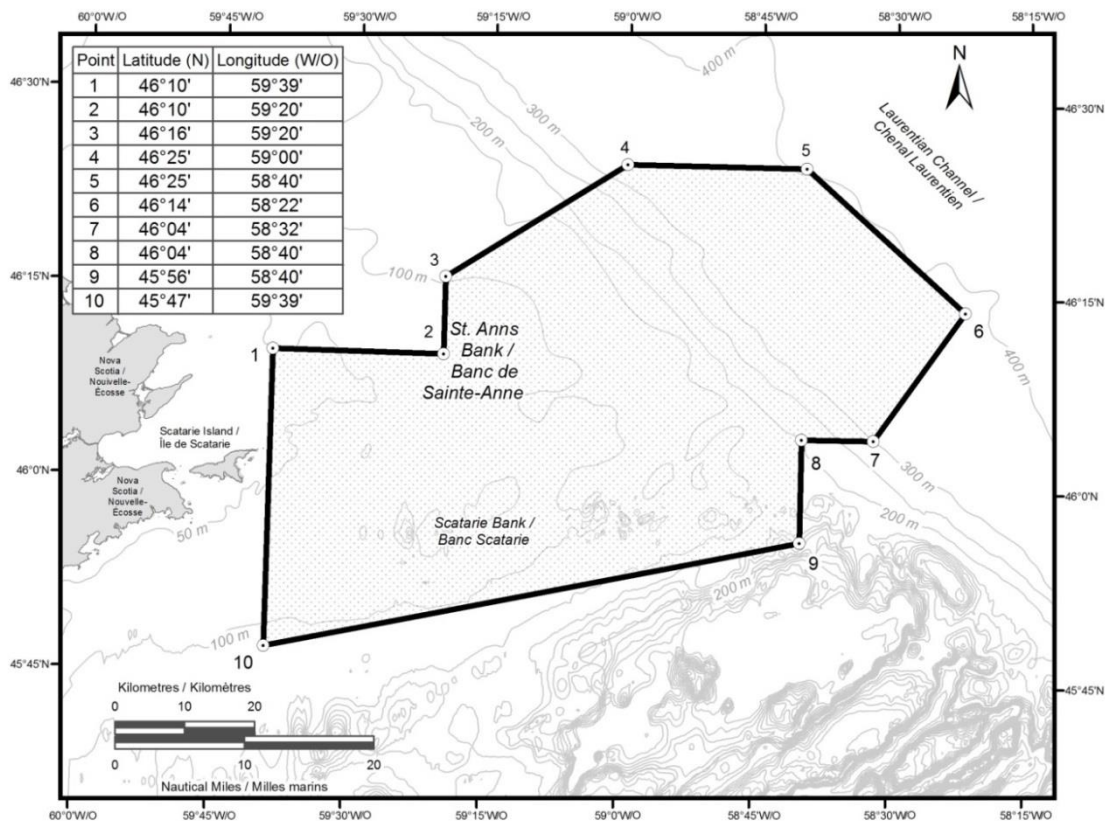 60°0'W/O 59°45'W/O 59°30'W/O 59°15'W/O 59°0'W/O 58°45'W/O 58°30'W/O 58°15'W/O
Point Latitude (N) Longitude (W/O)
1 46°10' 59°39'
2 46°10' 59°20'
3 46°16' 59°20'
4 46°25' 59°00'
5 46°25' 58°40'
6 46°14' 58°22'
7 46°04' 58°32'
8 46°04' 58°40'
9 45°56' 58°40'
10 45°47' 59°39'
46°30'N
46°15'N
46°0'N
45°45'N
N
400 m
300 m
200 m
Laurentian Channel /
Chenal Laurentien
46°30'N
4
5
100 m
3
46°15'N
2
St. Anns
Bank /
Banc de
Sainte-Anne
6
400 m
1
Nova
Scotia /
Nouivelle-
Écosse
Scatarie Island /
Île de Scatarie
8
7
300 m
Nova
Scotia /
Nouvelle-
Écosse
46°0'N
200 m
50 m
Scatarie Bank /
Banc Scatarie
9
200 m
100 m
10
45°45'N
Kilometres / Kilomètres
0 10 20
0 10 20
Nautical Miles / Milles marins
60°0'W/O 59°45'W/O 59°30'W/O 59°15'W/O 59°0'W/O 58°45'W/O 58°30'W/O 58°15'W/O